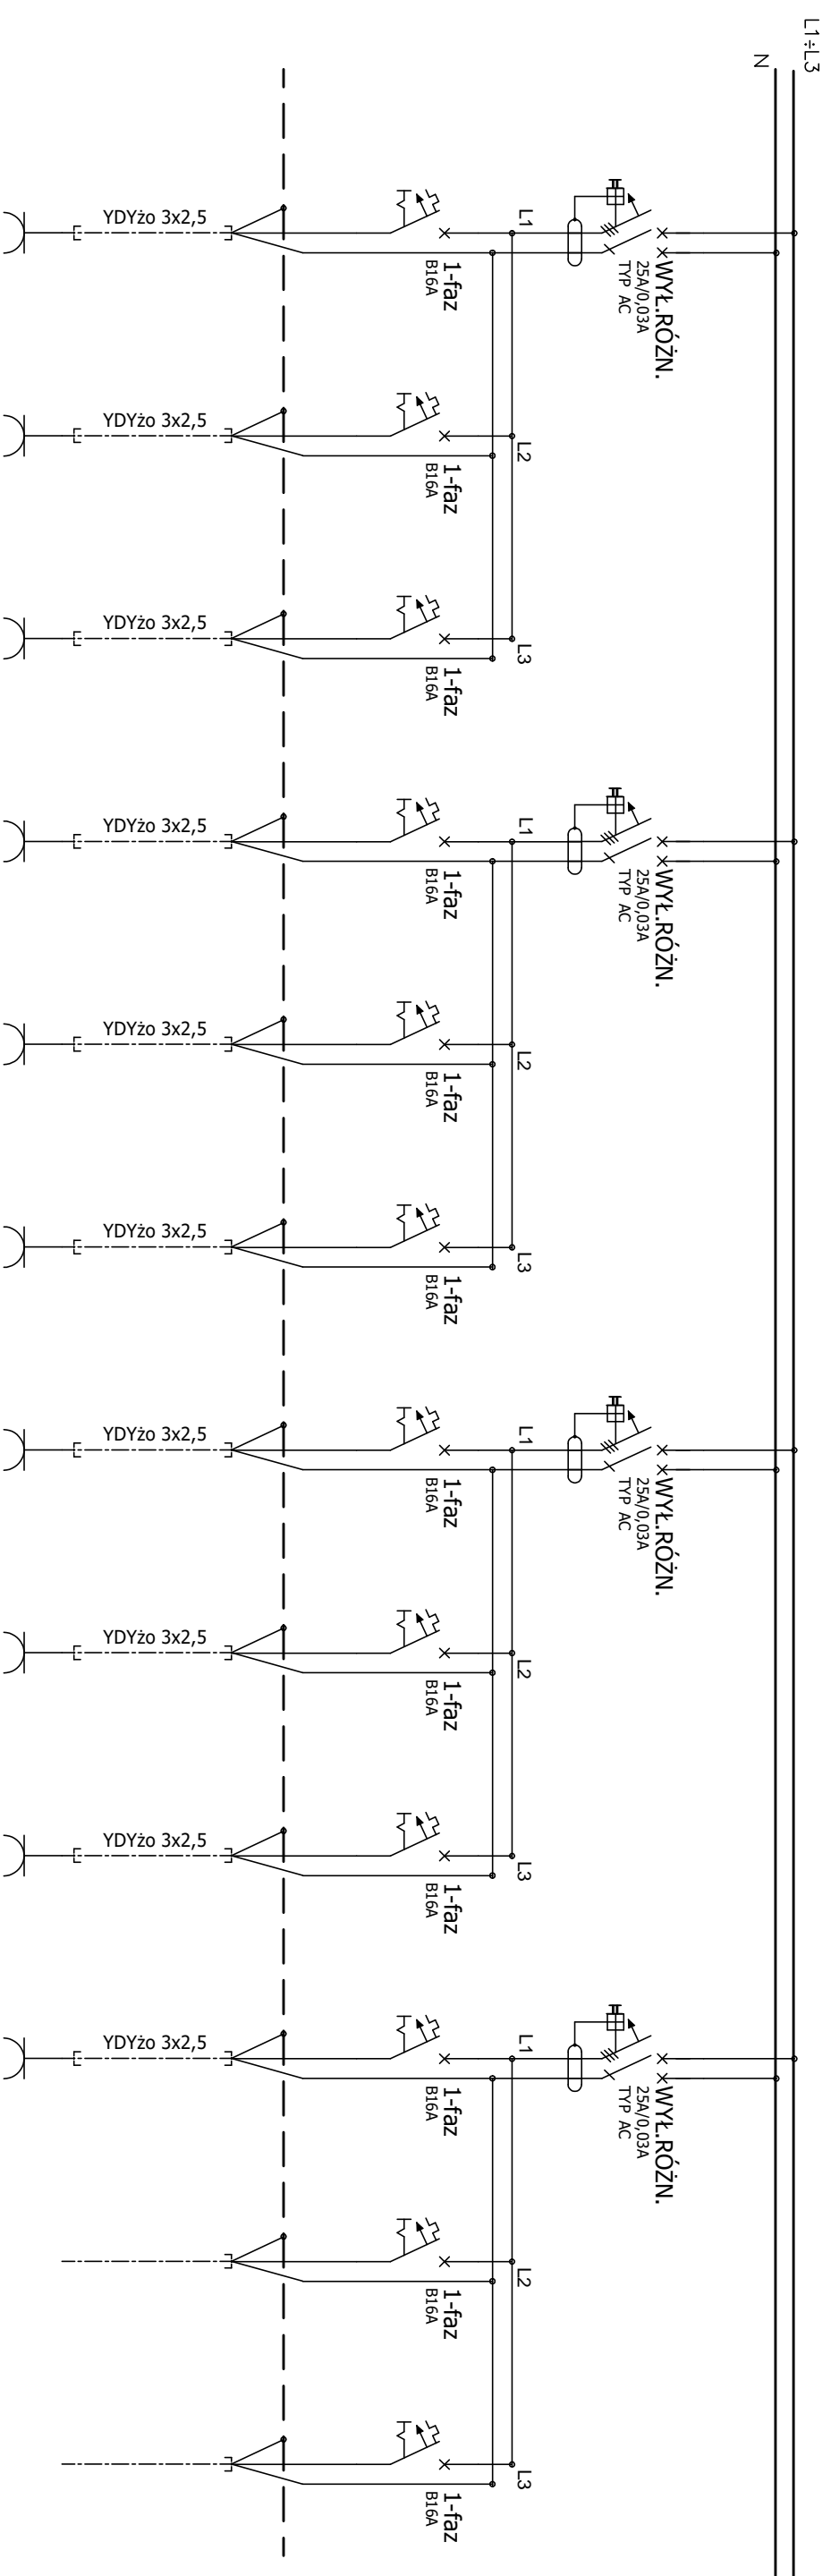 L1÷L3
N
WYŁ.RÓŻN.
25A/0,03A
TYP AC
L1
1-faz
B16A
YDYżo 3x2,5
L2
1-faz
B16A
YDYżo 3x2,5
L3
1-faz
B16A
YDYżo 3x2,5
WYŁ.RÓŻN.
25A/0,03A
TYP AC
L1
1-faz
B16A
YDYżo 3x2,5
L2
1-faz
B16A
YDYżo 3x2,5
L3
1-faz
B16A
YDYżo 3x2,5
WYŁ.RÓŻN.
25A/0,03A
TYP AC
L1
1-faz
B16A
YDYżo 3x2,5
L2
1-faz
B16A
YDYżo 3x2,5
L3
1-faz
B16A
YDYżo 3x2,5
WYŁ.RÓŻN.
25A/0,03A
TYP AC
L1
1-faz
B16A
YDYżo 3x2,5
L2
1-faz
B16A
L3
1-faz
B16A